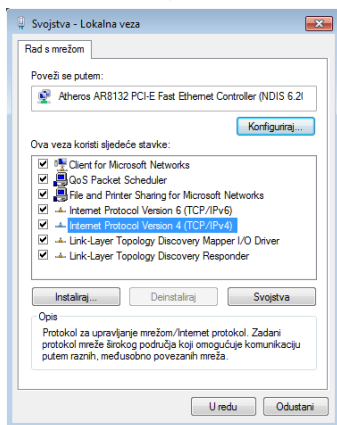 Svojstva - Lokalna veza
Rad s mrežom
Poveži se putem:
Atheros AR8132 PCI-E Fast Ethernet Controller (NDIS 6.2(
Konfiguriraj...
Ova veza koristi sljedeće stavke:
Client for Microsoft Networks
QoS Packet Scheduler
File and Printer Sharing for Microsoft Networks
Internet Protocol Version 6 (TCP/IPv6)
Internet Protocol Version 4 (TCP/IPv4)
Link-Layer Topology Discovery Mapper I/O Driver
Link-Layer Topology Discovery Responder
Instaliraj...
Deinstaliraj
Svojstva
Opis
Protokol za upravljanje mrežom/Internet protokol. Zadani
protokol mreže širokog područja koji omogućuje komunikaciju
putem raznih, međusobno povezanih mreža.
U redu
Odustani